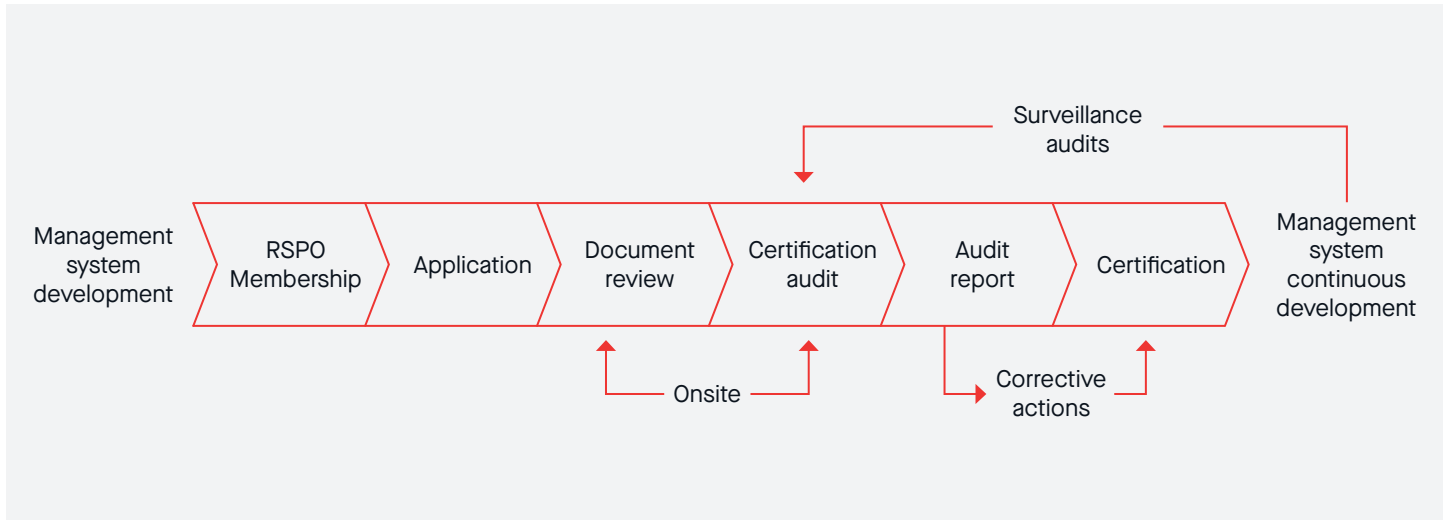 Surveillance
audits
Management
system
development
RSPO
Membership
Application
Document
review
Certification
audit
Audit
report
Certification
Management
system
continuous
development
Onsite
Corrective
actions